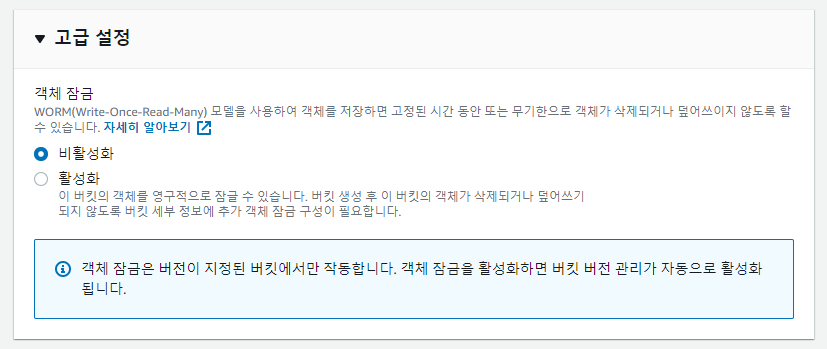 고급 설정
객체 잠금
WORM(Write-Once-Read-Many) 모델을 사용하여 객체를 저장하면 고정된 시간 동안 또는 무기한으로 객체가 삭제되거나 덮어쓰이지 않도록 할
수 있습니다. 자세히 알아보기
비활성화
활성화
이 버킷의 객체를 영구적으로 잠글 수 있습니다. 버킷 생성 후 이 버킷의 객체가 삭제되거나 덮어쓰기
되지 않도록 버킷 세부 정보에 추가 객체 잠금 구성이 필요합니다.
객체 잠금은 버전이 지정된 버킷에서만 작동합니다. 객체 잠금을 활성화하면 버킷 버전 관리가 자동으로 활성화
됩니다.